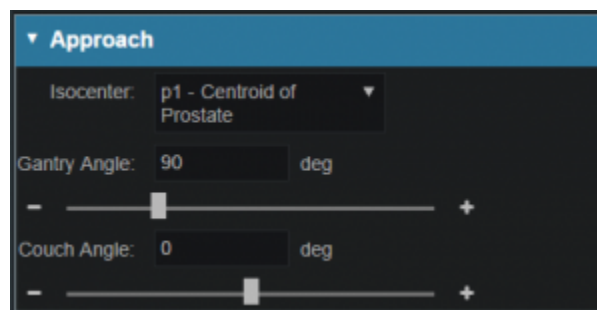 ▼ Approach
Isocenter: p1 - Centroid of ▼
Prostate
Gantry Angle: 90 deg
- +
Couch Angle: 0 deg
- +